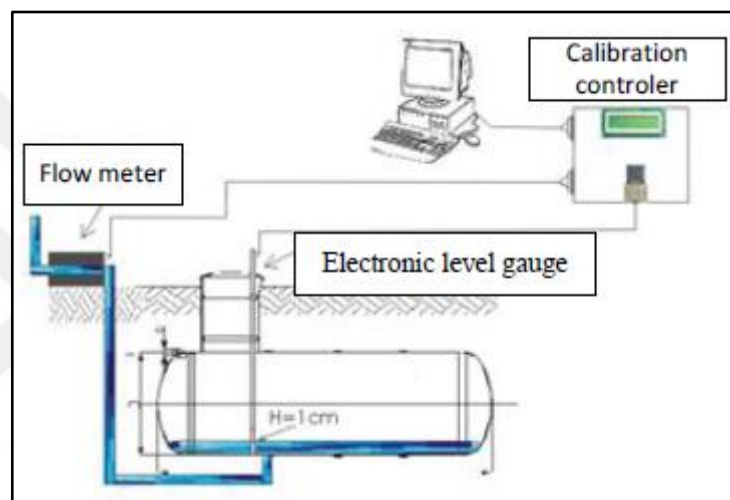 Calibration
controler
Flow meter
Electronic level gauge
H=1cm